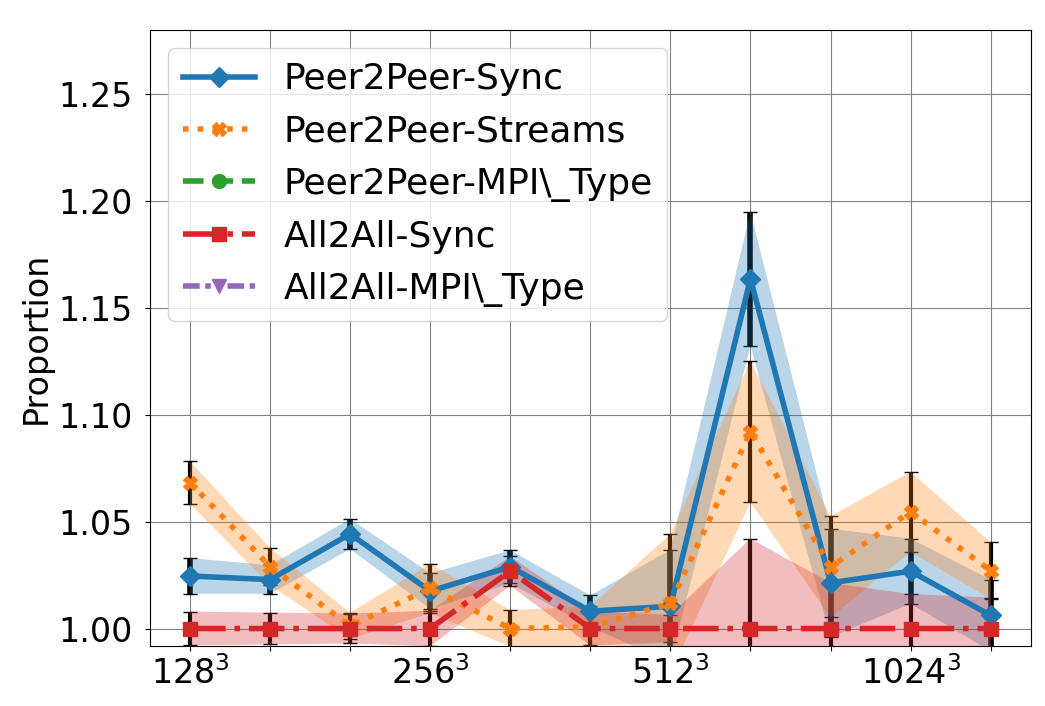 Peer2Peer-Sync
Peer2Peer-Streams
Peer2Peer-MPI\_Type
All2All-Sync
All2All-MPI\_Type
Proportion
1.25
1.20
1.15
1.10
1.05
1.00
128³
256³
512³
1024³